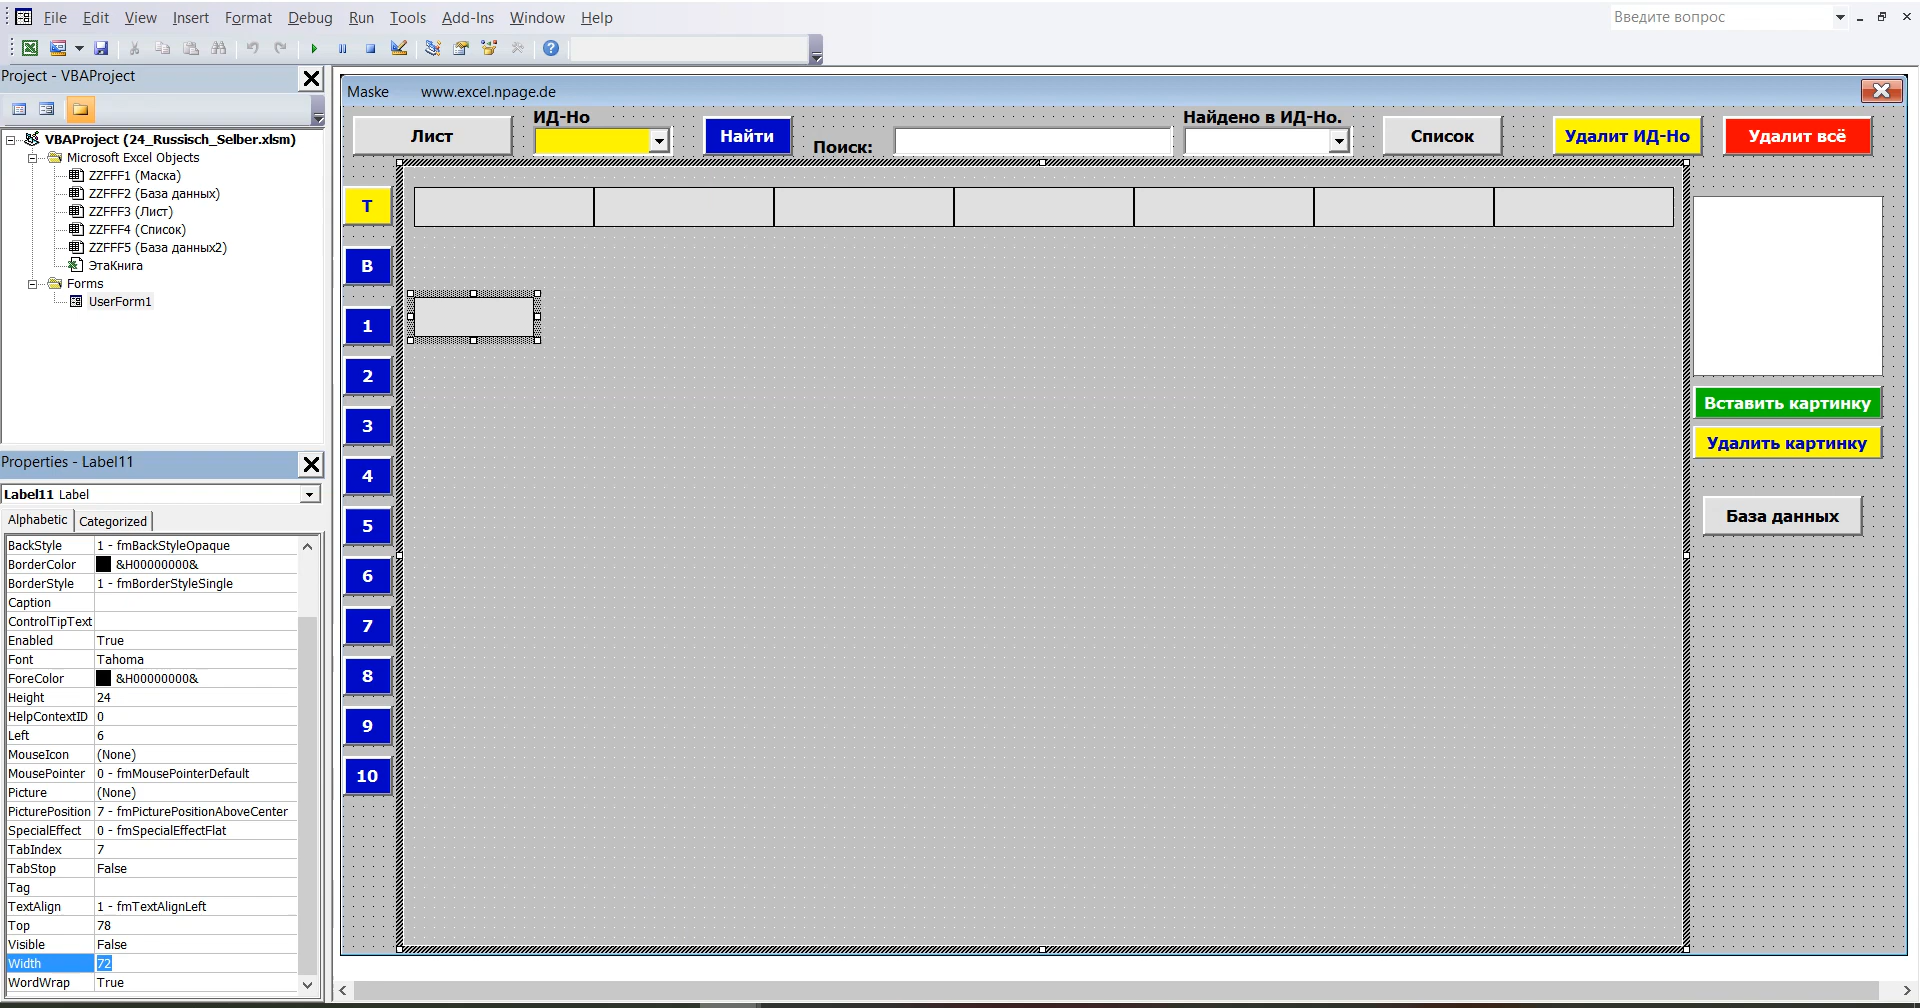 File Edit View Insert Format Debug Run Tools Add-Ins Window Help
Введите вопрос
Project - VBAProject
VBAProject (24_Russisch_Selber.xlsm)
Microsoft Excel Objects
ZZFFF1 (Маска)
ZZFFF2 (База данных)
ZZFFF3 (Лист)
ZZFFF4 (Список)
ZZFFF5 (База данных2)
ЭтаКнига
Forms
UserForm1
Properties - Label11
Label11 Label
Alphabetic Categorized
BackStyle 1 - fmBackStyleOpaque
BorderColor &H00000000&
BorderStyle 1 - fmBorderStyleSingle
Caption
ControlTipText
Enabled True
Font Tahoma
ForeColor &H00000000&
Height 24
HelpContextID 0
Left 6
MouseIcon (None)
MousePointer 0 - fmMousePointerDefault
Picture (None)
PicturePosition 7 - fmPicturePositionAboveCenter
SpecialEffect 0 - fmSpecialEffectFlat
TabIndex 7
TabStop False
Tag
TextAlign 1 - fmTextAlignLeft
Top 78
Visible False
Width 72
WordWrap True
Maske www.excel.npage.de
Лист
ИД-Но
Найти
Поиск:
Найдено в ИД-Но.
Список
Удалит ИД-Но
Удалит всё
T
B
1
2
3
4
5
6
7
8
9
10
Вставить картинку
Удалить картинку
База данных